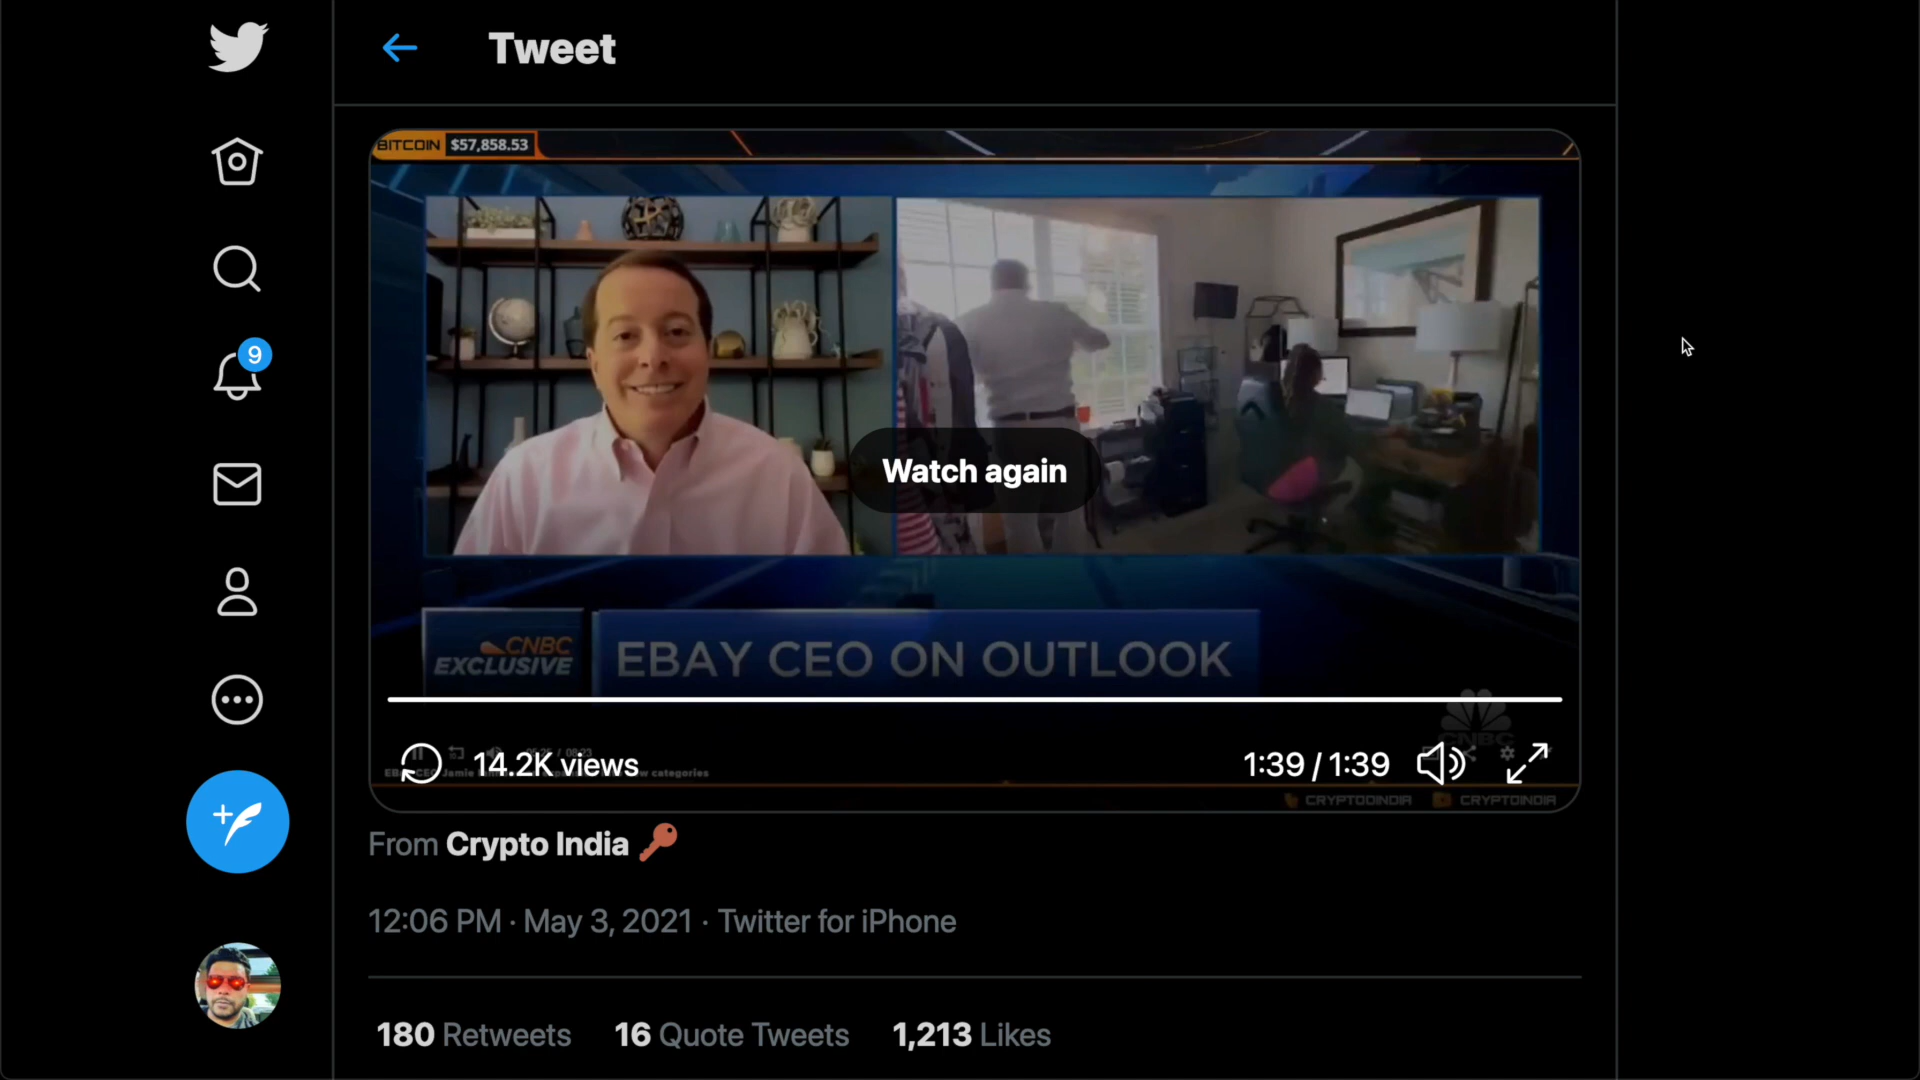 Tweet
BITCOIN $57,858.53
9
Watch again
CNBC
EXCLUSIVE
EBAY CEO ON OUTLOOK
CNBC
14.2K views
1:39 / 1:39
CRYPTOINDIA CRYPTOINDIA
From Crypto India
12:06 PM · May 3, 2021 · Twitter for iPhone
180 Retweets 16 Quote Tweets 1,213 Likes